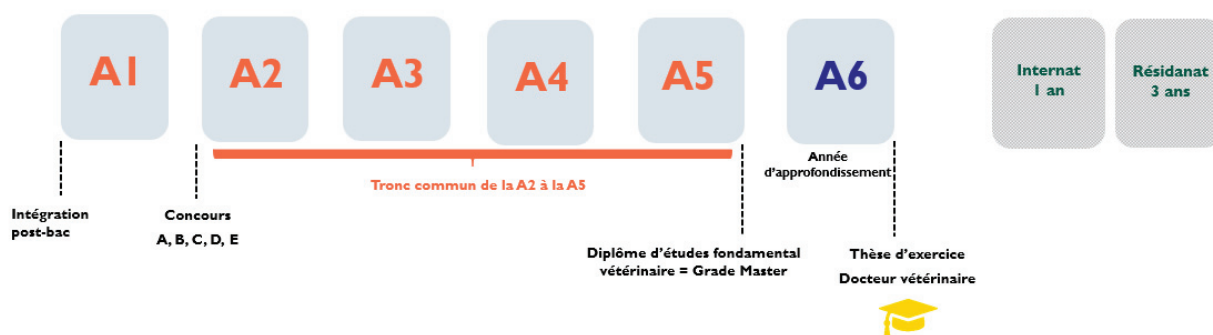 A1
A2
A3
A4
A5
A6
Internat
1 an
Résidanat
3 ans
Année
d'approfondissement
Tronc commun de la A2 à la A5
Intégration
post-bac
Concours
A, B, C, D, E
Diplôme d'études fondamental
vétérinaire = Grade Master
Thèse d'exercice
Docteur vétérinaire